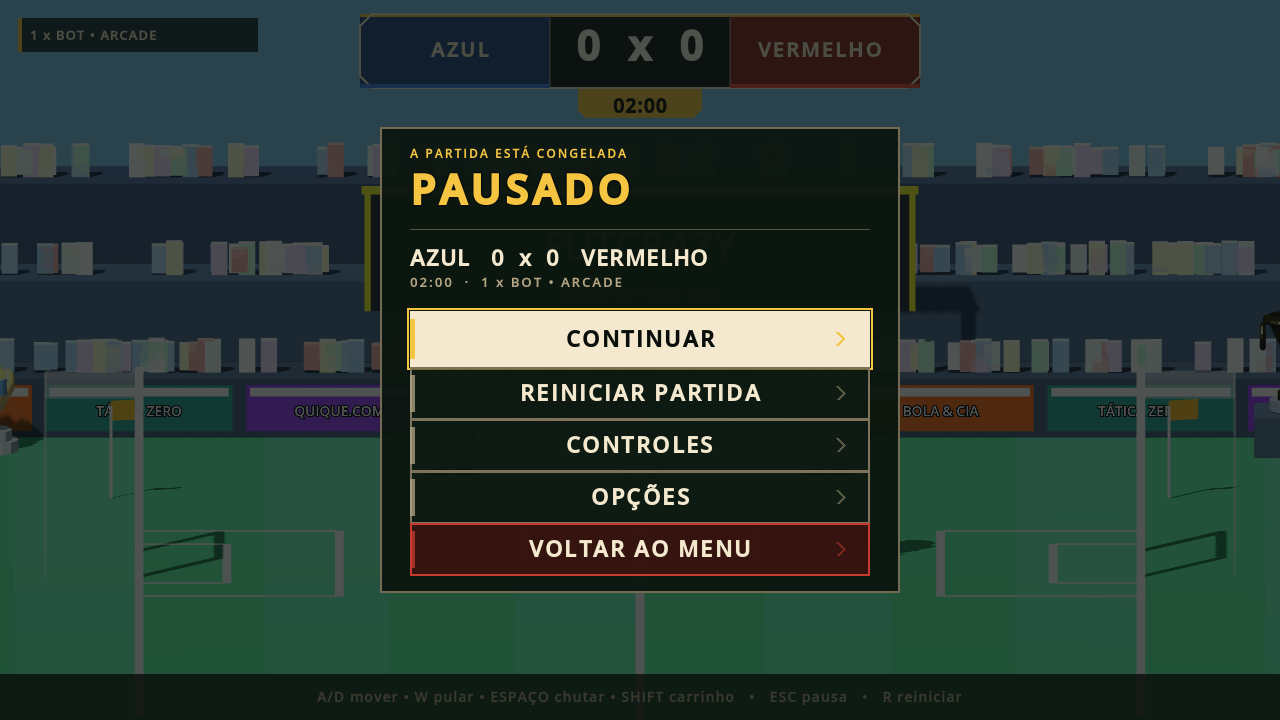 1 x BOT • ARCADE
AZUL 0 x 0 VERMELHO
02:00
A PARTIDA ESTÁ CONGELADA
PAUSADO
AZUL 0 x 0 VERMELHO
02:00 · 1 x BOT • ARCADE
CONTINUAR
REINICIAR PARTIDA
CONTROLES
OPÇÕES
VOLTAR AO MENU
ZERO
QUIQUE.COM
BOLA & CIA
A/D mover • W pular • ESPAÇO chutar • SHIFT carrinho • ESC pausa • R reiniciar